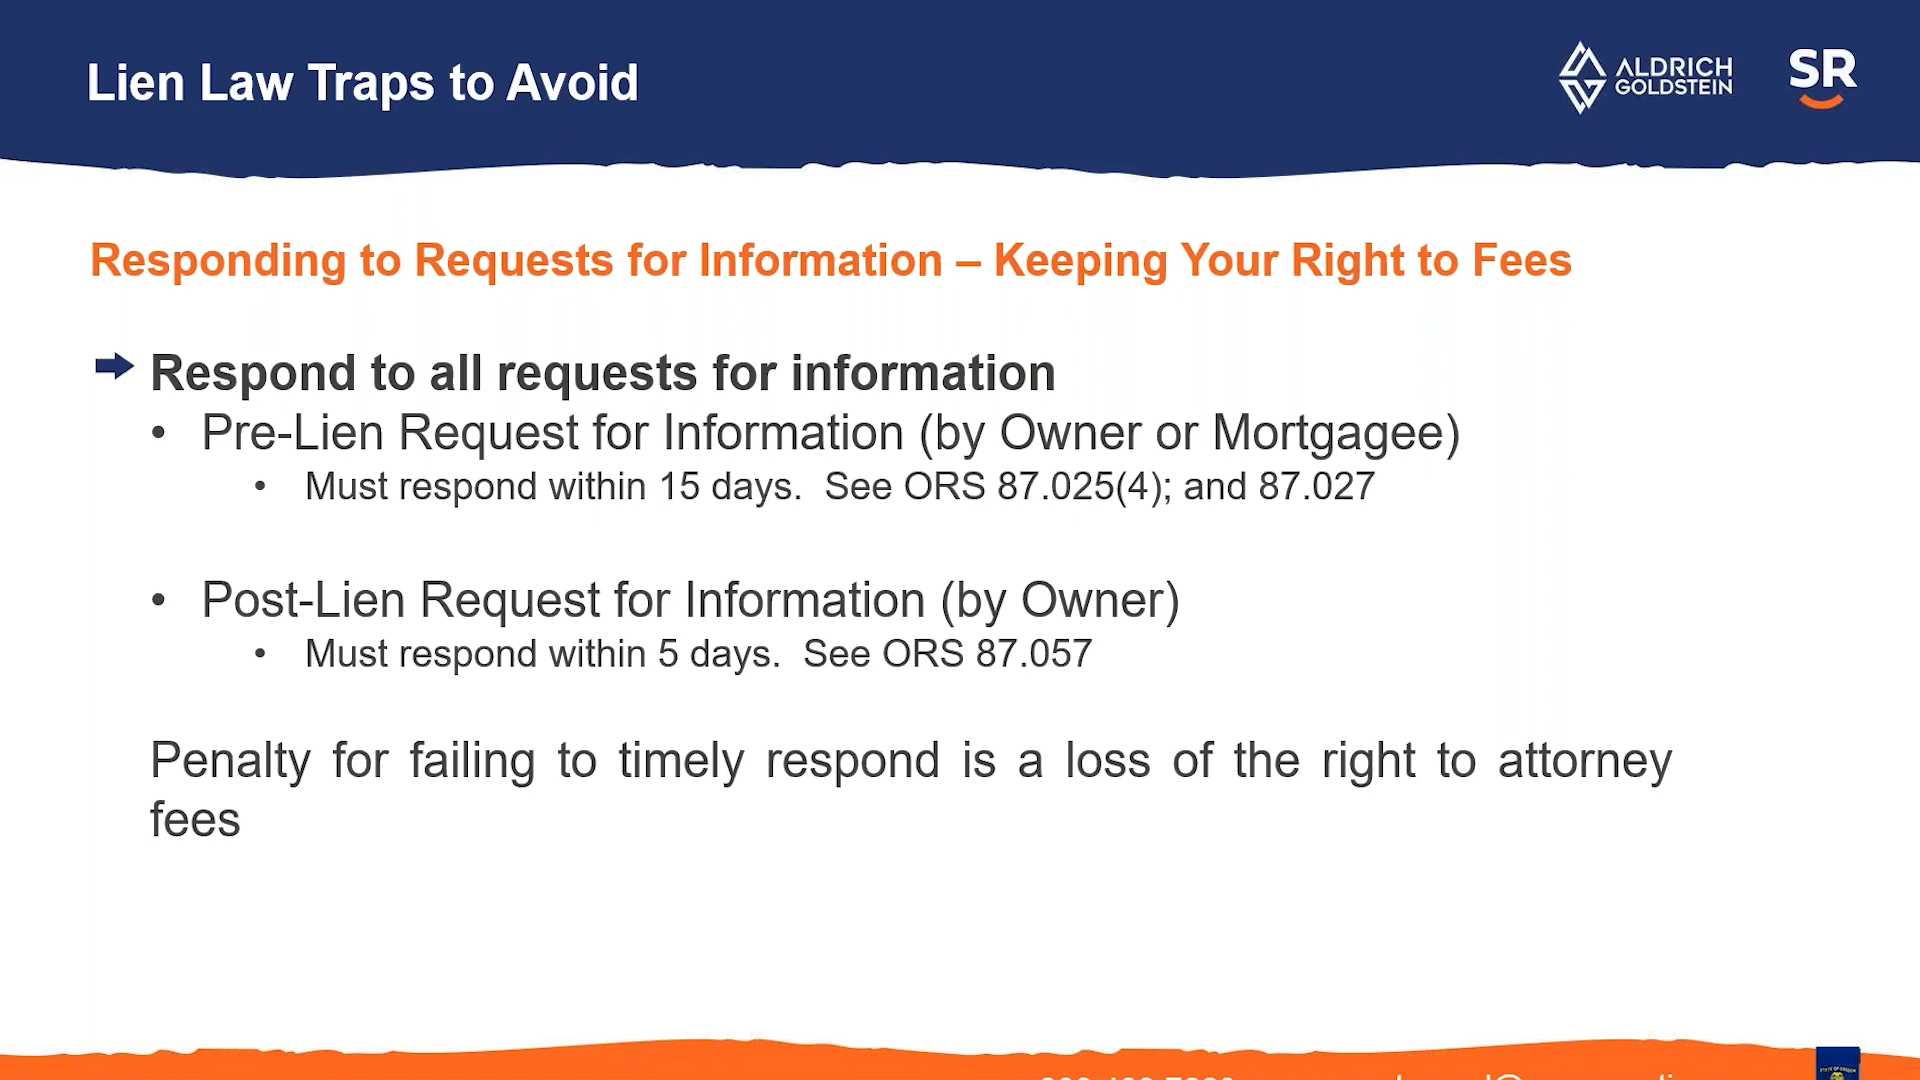 Lien Law Traps to Avoid
ALDRICH
GOLDSTEIN
SR
Responding to Requests for Information – Keeping Your Right to Fees
Respond to all requests for information
• Pre-Lien Request for Information (by Owner or Mortgagee)
• Must respond within 15 days. See ORS 87.025(4); and 87.027
• Post-Lien Request for Information (by Owner)
• Must respond within 5 days. See ORS 87.057
Penalty for failing to timely respond is a loss of the right to attorney
fees